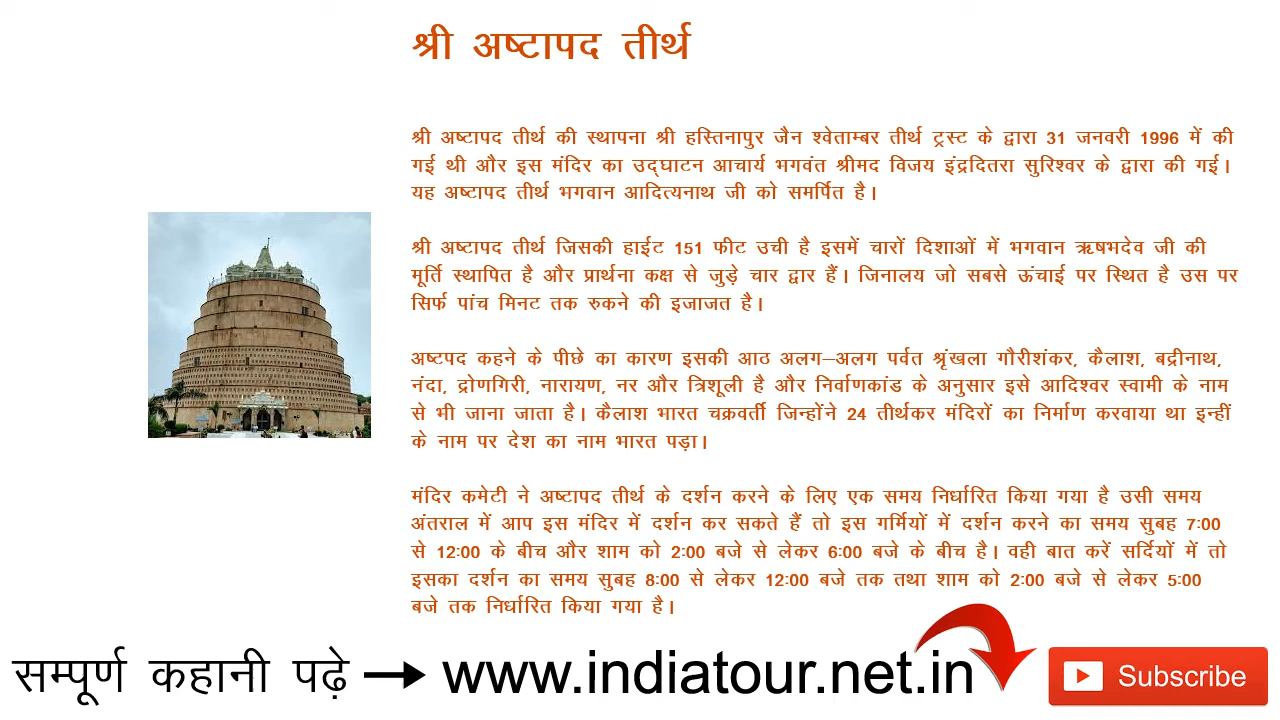 श्री अष्टापद तीर्थ
श्री अष्टापद तीर्थ की स्थापना श्री हस्तिनापुर जैन श्वेताम्बर तीर्थ ट्रस्ट के द्वारा 31 जनवरी 1996 में की
गई थी और इस मंदिर का उद्घाटन आचार्य भगवंत श्रीमद विजय इंद्रदितरा सुरिश्वर के द्वारा की गई।
यह अष्टापद तीर्थ भगवान आदित्यनाथ जी को समर्पित है।
श्री अष्टापद तीर्थ जिसकी हाईट 151 फीट उची है इसमें चारों दिशाओं में भगवान ऋषभदेव जी की
मूर्ति स्थापित है और प्रार्थना कक्ष से जुड़े चार द्वार हैं। जिनालय जो सबसे ऊंचाई पर स्थित है उस पर
सिर्फ पांच मिनट तक रुकने की इजाजत है।
अष्टपद कहने के पीछे का कारण इसकी आठ अलग–अलग पर्वत श्रृंखला गौरीशंकर, कैलाश, बद्रीनाथ,
नंदा, द्रोणगिरी, नारायण, नर और त्रिशूली है और निर्वाणकांड के अनुसार इसे आदिश्वर स्वामी के नाम
से भी जाना जाता है। कैलाश भारत चक्रवर्ती जिन्होंने 24 तीर्थकर मंदिरों का निर्माण करवाया था इन्हीं
के नाम पर देश का नाम भारत पड़ा।
मंदिर कमेटी ने अष्टापद तीर्थ के दर्शन करने के लिए एक समय निर्धारित किया गया है उसी समय
अंतराल में आप इस मंदिर में दर्शन कर सकते हैं तो इस गर्मियों में दर्शन करने का समय सुबह 7:00
से 12:00 के बीच और शाम को 2:00 बजे से लेकर 6:00 बजे के बीच है। वही बात करें सर्दियों में तो
इसका दर्शन का समय सुबह 8:00 से लेकर 12:00 बजे तक तथा शाम को 2:00 बजे से लेकर 5:00
बजे तक निर्धारित किया गया है।
सम्पूर्ण कहानी पढ़े www.indiatour.net.in Subscribe